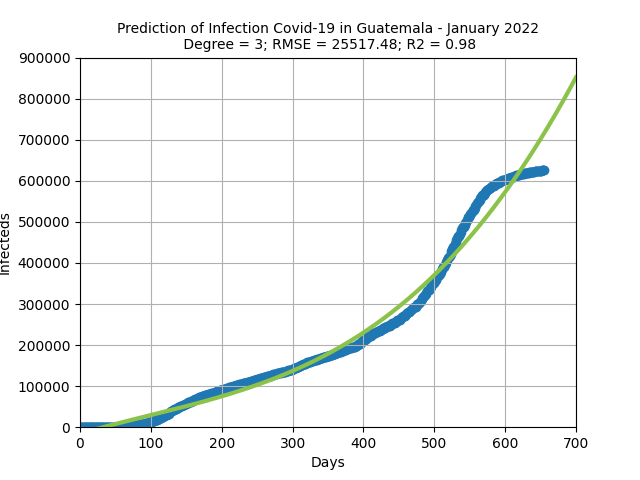 Prediction of Infection Covid-19 in Guatemala - January 2022
Degree = 3; RMSE = 25517.48; R2 = 0.98
900000
800000
700000
600000
500000
400000
300000
200000
100000
0
Infecteds
0 100 200 300 400 500 600 700
Days